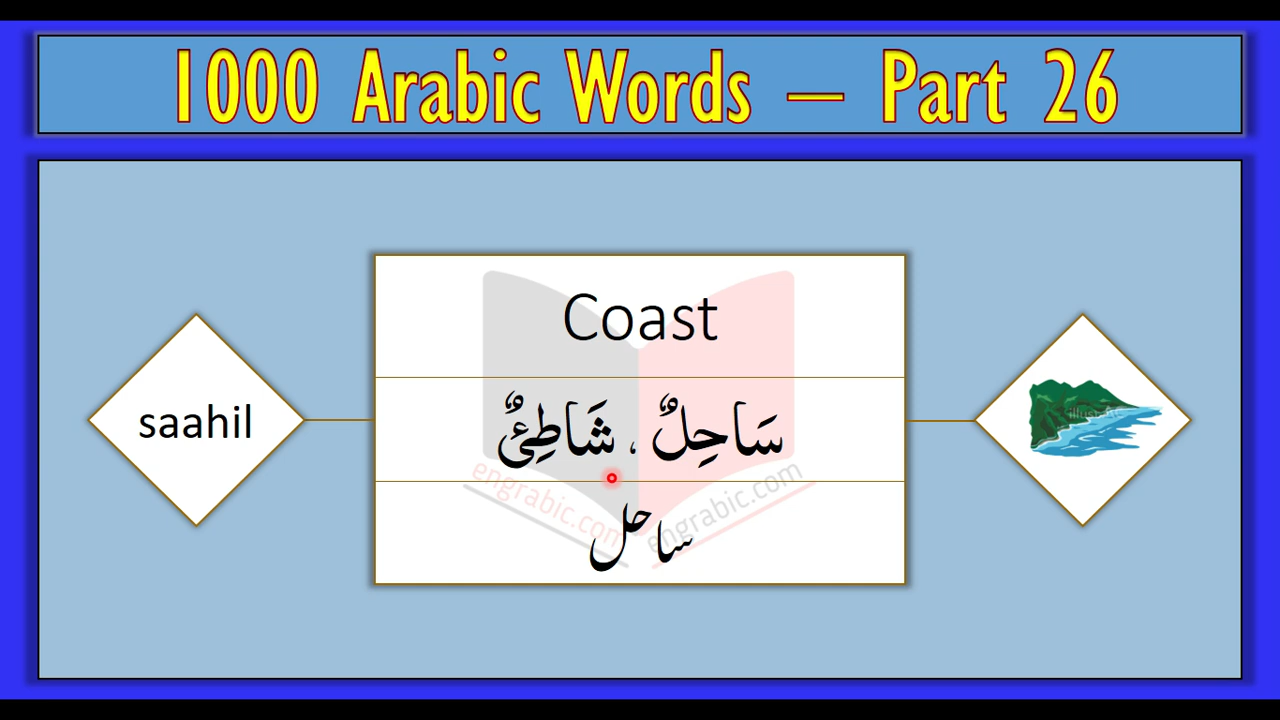 1000 Arabic Words – Part 26
Coast
saahil
سَاحِلٌ ، شَاطِئٌ
ساحل
engrabic.com
engrabic.com